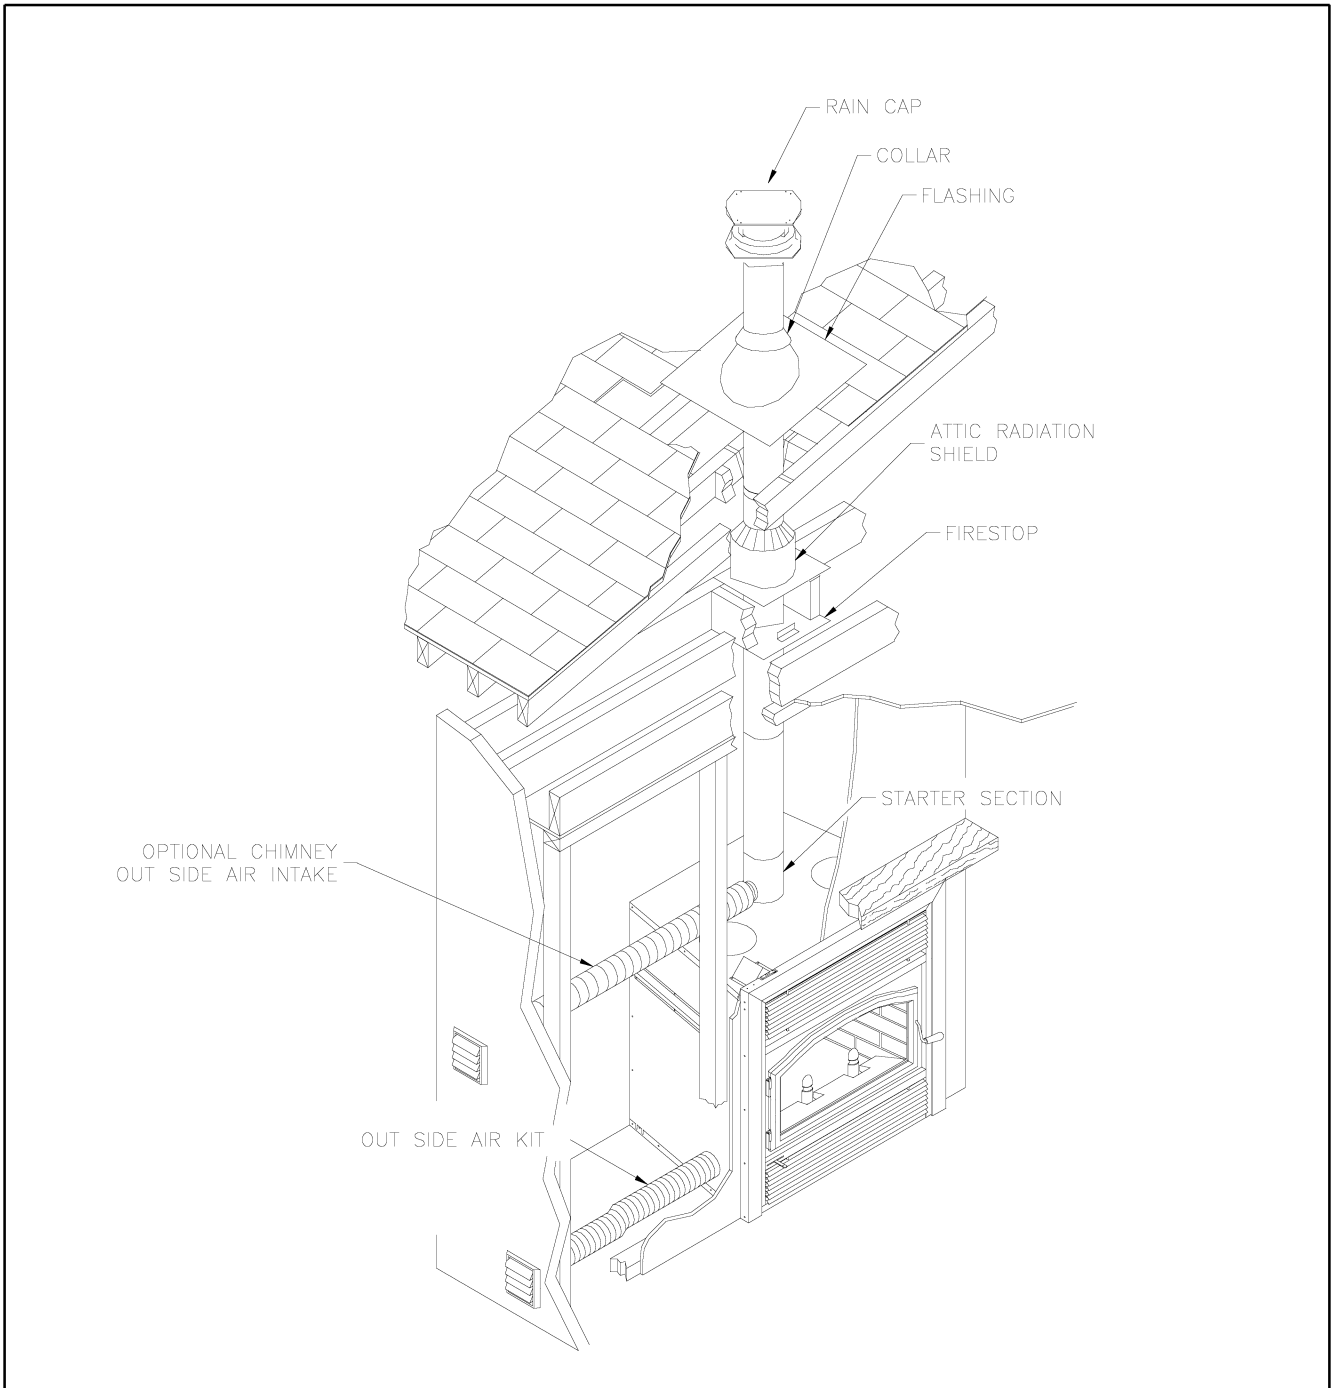 RAIN CAP
COLLAR
FLASHING
ATTIC RADIATION
SHIELD
FIRESTOP
STARTER SECTION
OPTIONAL CHIMNEY
OUT SIDE AIR INTAKE
OUT SIDE AIR KIT